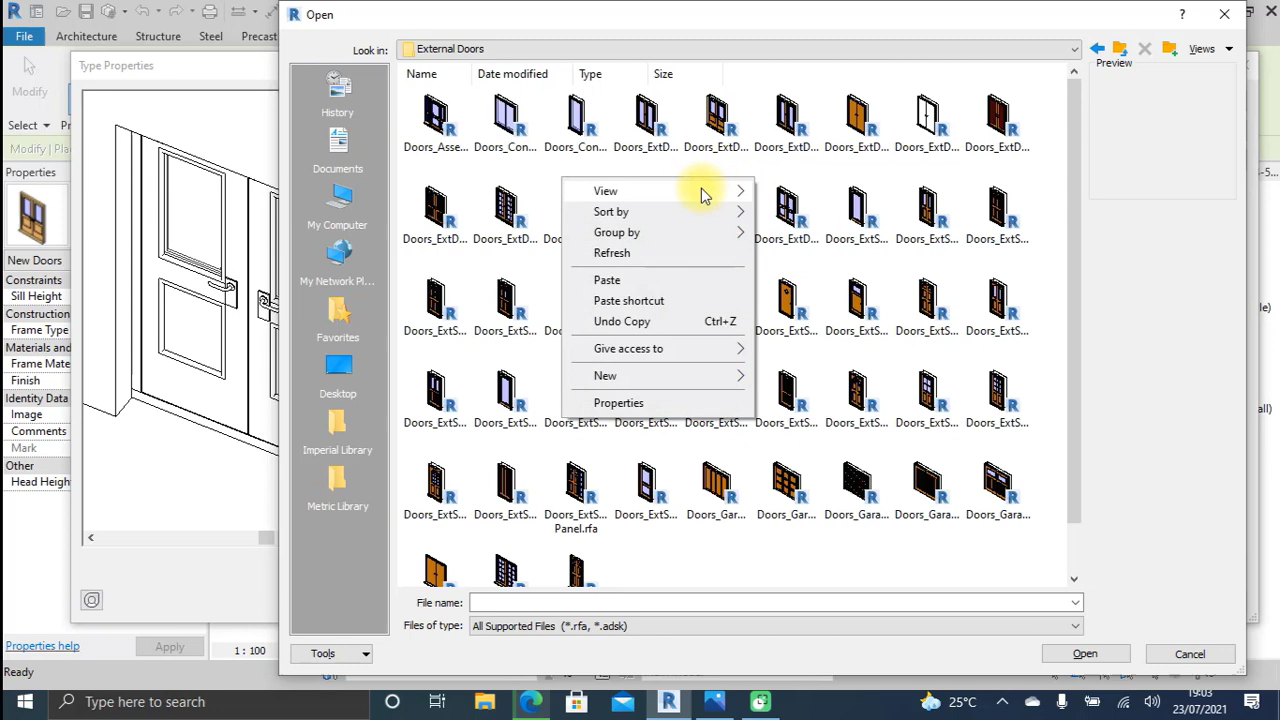 Open
File
Architecture
Structure
Steel
Precast
Look in:
External Doors
Views
Type Properties
Modify
Select
Modify | Pla
Properties
New Doors
Constraints
Sill Height
Construction
Frame Type
Materials and
Frame Mate
Finish
Identity Data
Image
Comments
Mark
Other
Head Heigh
Properties help
Apply
Ready
1 : 100
History
Documents
My Computer
My Network Pl...
Favorites
Desktop
Imperial Library
Metric Library
Tools
Name
Date modified
Type
Size
Preview
Doors_Asse... Doors_Con... Doors_Con... Doors_ExtD... Doors_ExtD... Doors_ExtD... Doors_ExtD... Doors_ExtD... Doors_ExtD...
Doors_ExtD... Doors_ExtD... Doors_ExtD... Doors_ExtS... Doors_ExtS... Doors_ExtS...
Doors_ExtS... Doors_ExtS... Doors_ExtS... Doors_ExtS... Doors_ExtS... Doors_ExtS...
Doors_ExtS... Doors_ExtS... Doors_ExtS... Doors_ExtS... Doors_ExtS... Doors_ExtS... Doors_ExtS... Doors_ExtS... Doors_ExtS...
Doors_ExtS... Doors_ExtS... Doors_ExtS... Doors_ExtS... Doors_Gar... Doors_Gar... Doors_Gara... Doors_Gara... Doors_Gara...
Panel.rfa
View
Sort by
Group by
Refresh
Paste
Paste shortcut
Undo Copy Ctrl+Z
Give access to
New
Properties
File name:
Files of type:
All Supported Files (*.rfa, *.adsk)
Open
Cancel
Type here to search
25°C
19:03
23/07/2021